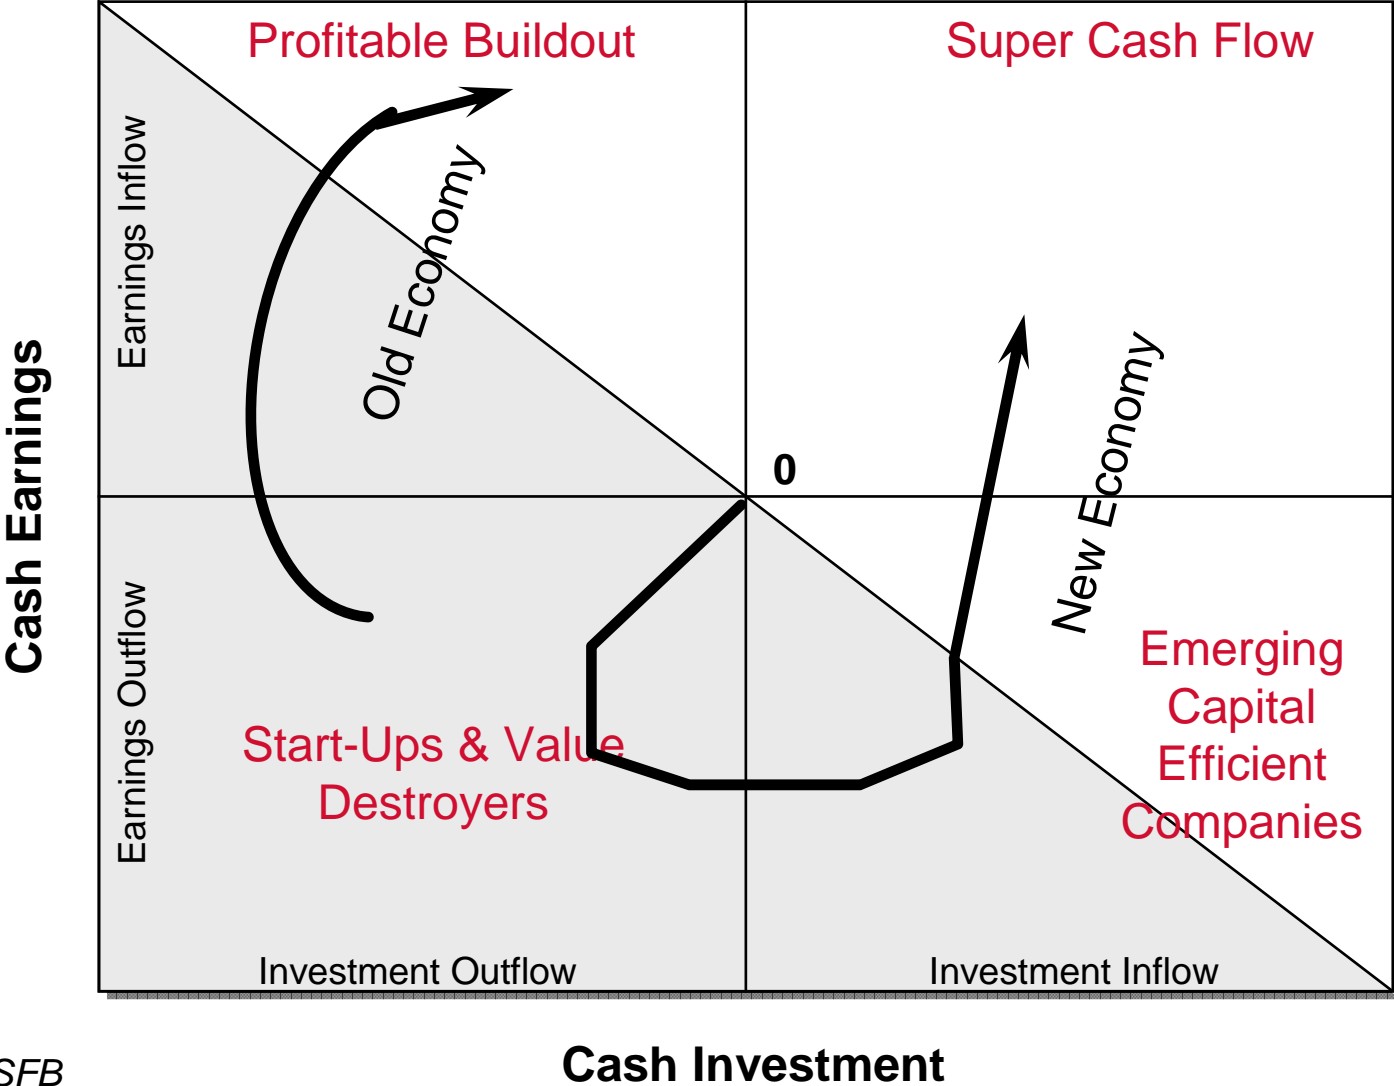 Profitable Buildout
Super Cash Flow
Earnings Inflow
Old Economy
Cash Earnings
0
New Economy
Earnings Outflow
Start-Ups & Value
Destroyers
Emerging
Capital
Efficient
Companies
Investment Outflow
Investment Inflow
Cash Investment
SFB